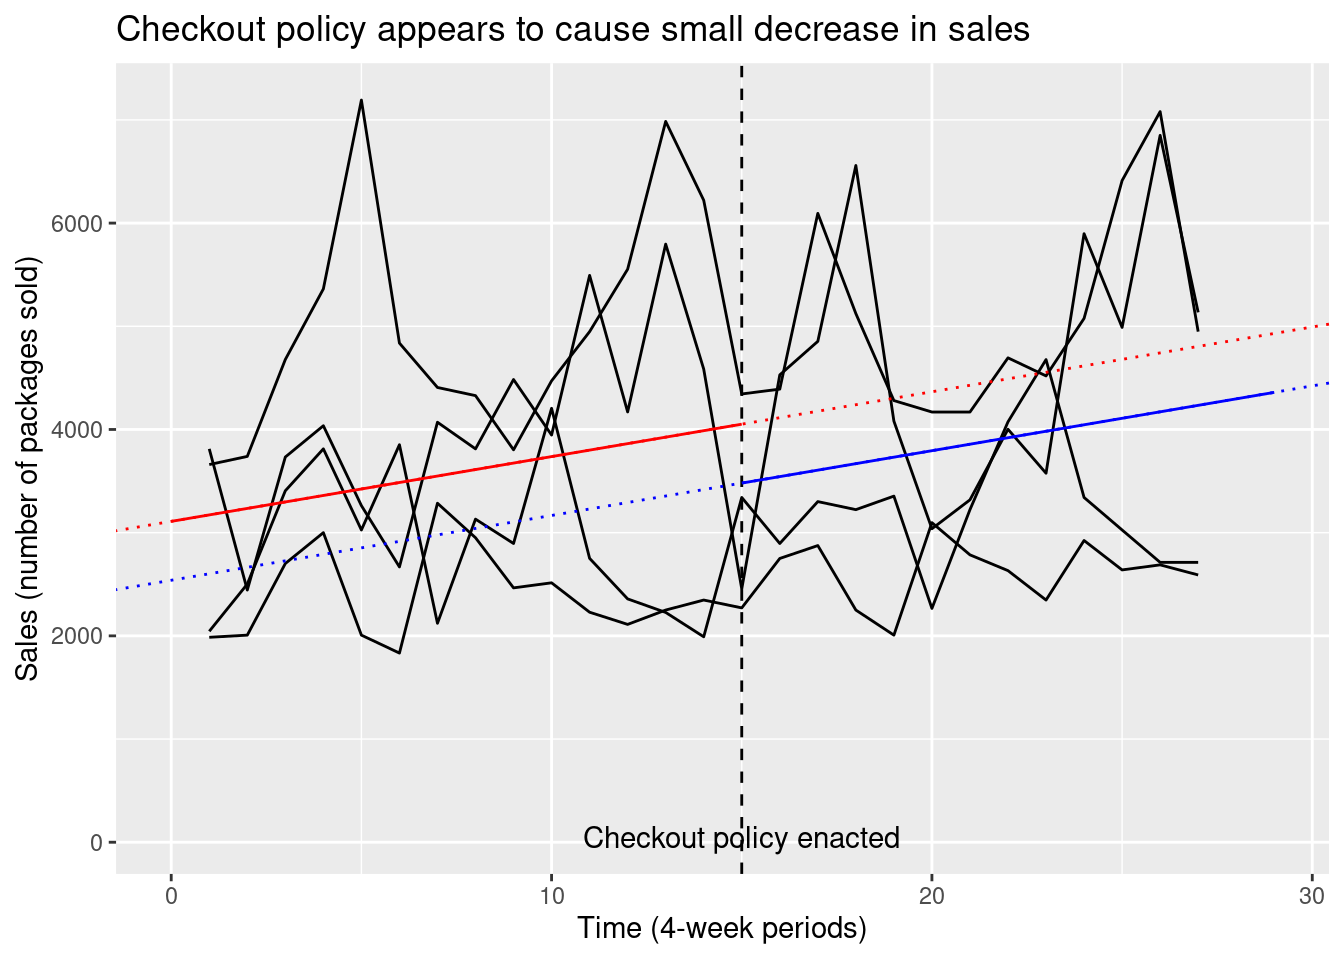 Checkout policy appears to cause small decrease in sales
Sales (number of packages sold)
6000
4000
2000
0
Checkout policy enacted
0
10
20
30
Time (4-week periods)